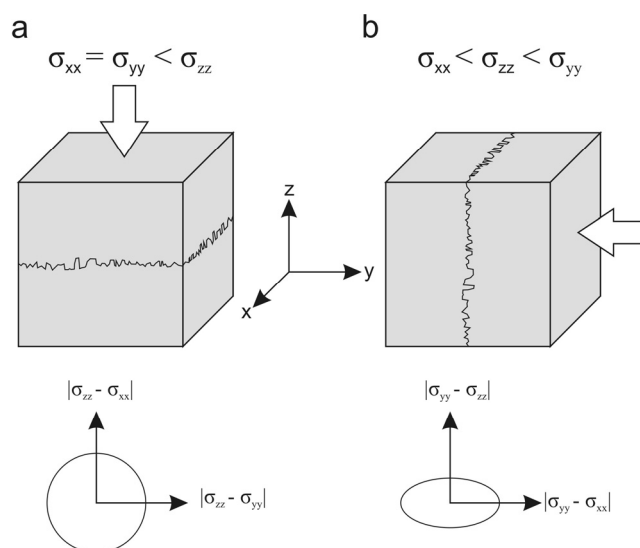 a
b
σxx = σyy < σzz
σxx < σzz < σyy
z
y
x
|σzz - σxx|
|σyy - σzz|
|σzz - σyy|
|σyy - σxx|